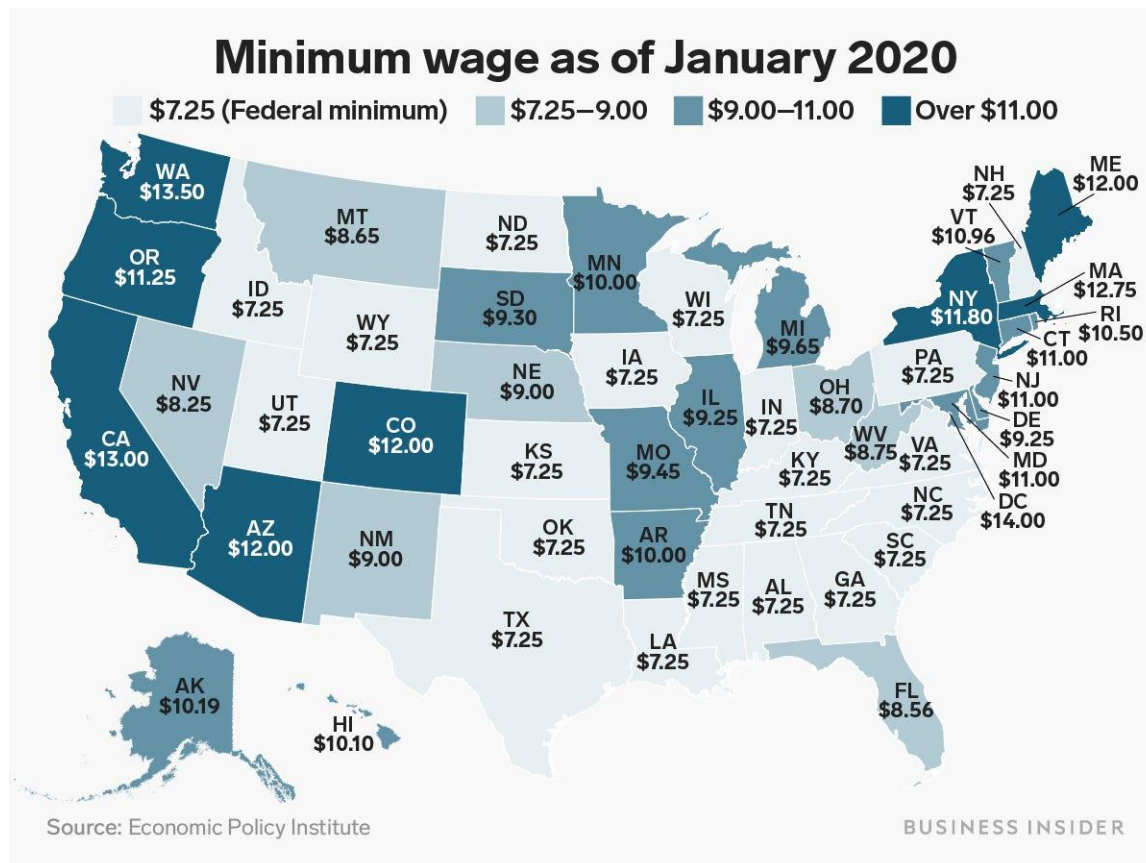 Minimum wage as of January 2020
$7.25 (Federal minimum) $7.25–9.00 $9.00–11.00 Over $11.00
WA
$13.50
OR
$11.25
CA
$13.00
ID
$7.25
NV
$8.25
MT
$8.65
WY
$7.25
UT
$7.25
AZ
$12.00
CO
$12.00
NM
$9.00
ND
$7.25
SD
$9.30
NE
$9.00
KS
$7.25
OK
$7.25
TX
$7.25
MN
$10.00
IA
$7.25
MO
$9.45
AR
$10.00
LA
$7.25
WI
$7.25
IL
$9.25
MI
$9.65
IN
$7.25
OH
$8.70
KY
$7.25
TN
$7.25
MS
$7.25
AL
$7.25
GA
$7.25
FL
$8.56
SC
$7.25
NC
$7.25
WV
$8.75
VA
$7.25
PA
$7.25
NY
$11.80
VT
$10.96
NH
$7.25
ME
$12.00
MA
$12.75
RI
$10.50
CT
$11.00
NJ
$11.00
DE
$9.25
MD
$11.00
DC
$14.00
AK
$10.19
HI
$10.10
Source: Economic Policy Institute
BUSINESS INSIDER